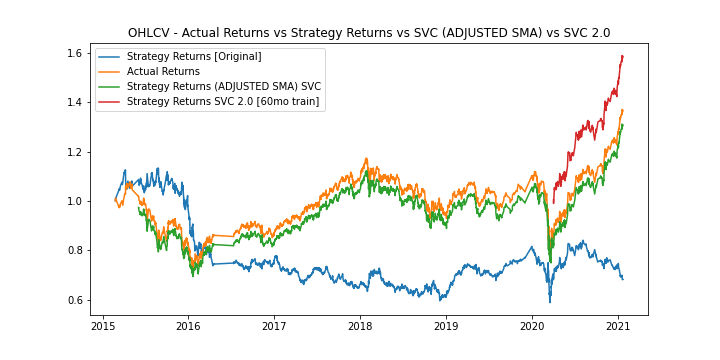 OHLCV - Actual Returns vs Strategy Returns vs SVC (ADJUSTED SMA) vs SVC 2.0
Strategy Returns [Original]
Actual Returns
Strategy Returns (ADJUSTED SMA) SVC
Strategy Returns SVC 2.0 [60mo train]
1.6
1.4
1.2
1.0
0.8
0.6
2015 2016 2017 2018 2019 2020 2021